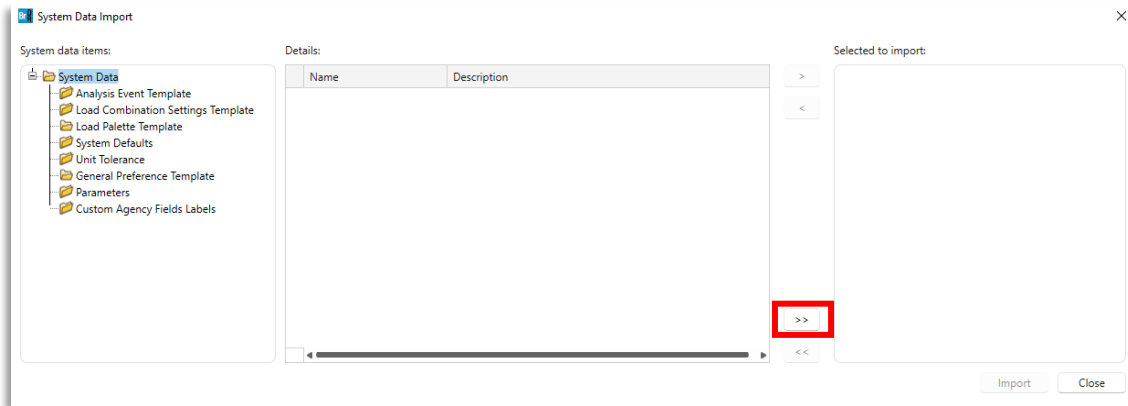 BrR System Data Import
System data items:
Details:
Selected to import:
System Data
Analysis Event Template
Load Combination Settings Template
Load Palette Template
System Defaults
Unit Tolerance
General Preference Template
Parameters
Custom Agency Fields Labels
Name Description
>
<
>>
<<
Import Close